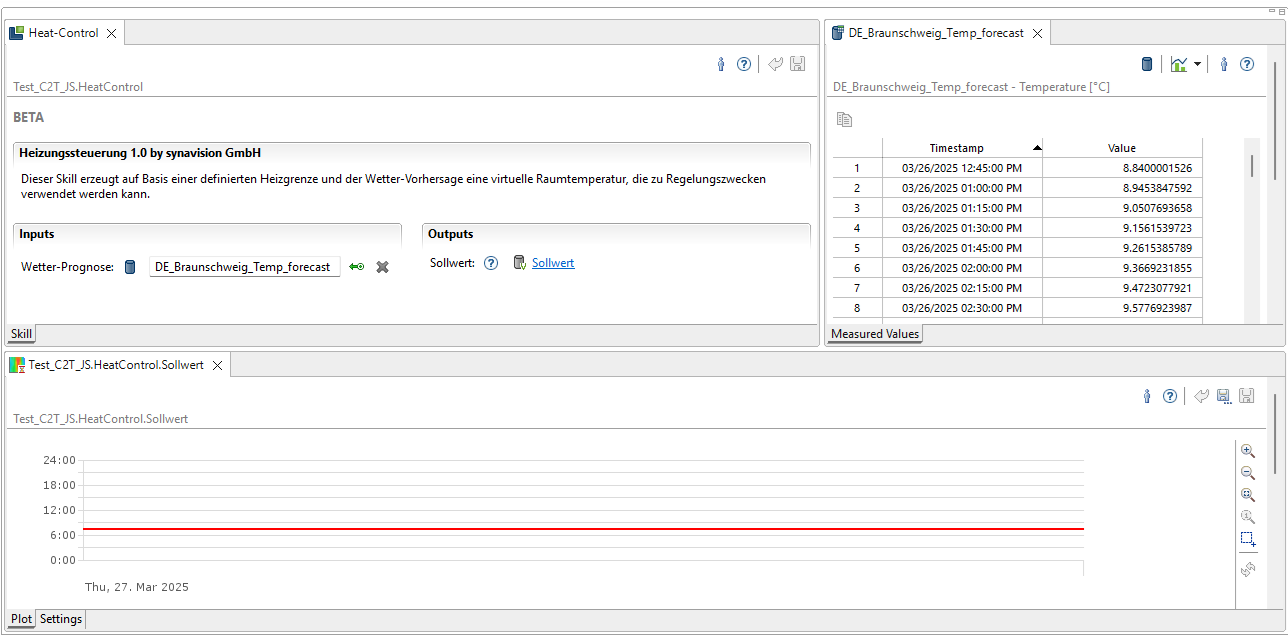 Heat-Control
Test_C2T_JS.HeatControl
BETA
Heizungssteuerung 1.0 by synavision GmbH
Dieser Skill erzeugt auf Basis einer definierten Heizgrenze und der Wetter-Vorhersage eine virtuelle Raumtemperatur, die zu Regelungszwecken
verwendet werden kann.
Inputs
Wetter-Prognose: DE_Braunschweig_Temp_forecast
Outputs
Sollwert: Sollwert
Skill
DE_Braunschweig_Temp_forecast
DE_Braunschweig_Temp_forecast - Temperature [°C]
Timestamp Value
1 03/26/2025 12:45:00 PM 8.8400001526
2 03/26/2025 01:00:00 PM 8.9453847592
3 03/26/2025 01:15:00 PM 9.0507693658
4 03/26/2025 01:30:00 PM 9.1561539723
5 03/26/2025 01:45:00 PM 9.2615385789
6 03/26/2025 02:00:00 PM 9.3669231855
7 03/26/2025 02:15:00 PM 9.4723077921
8 03/26/2025 02:30:00 PM 9.5776923987
Measured Values
Test_C2T_JS.HeatControl.Sollwert
Test_C2T_JS.HeatControl.Sollwert
24:00
18:00
12:00
6:00
0:00
Thu, 27. Mar 2025
Plot Settings